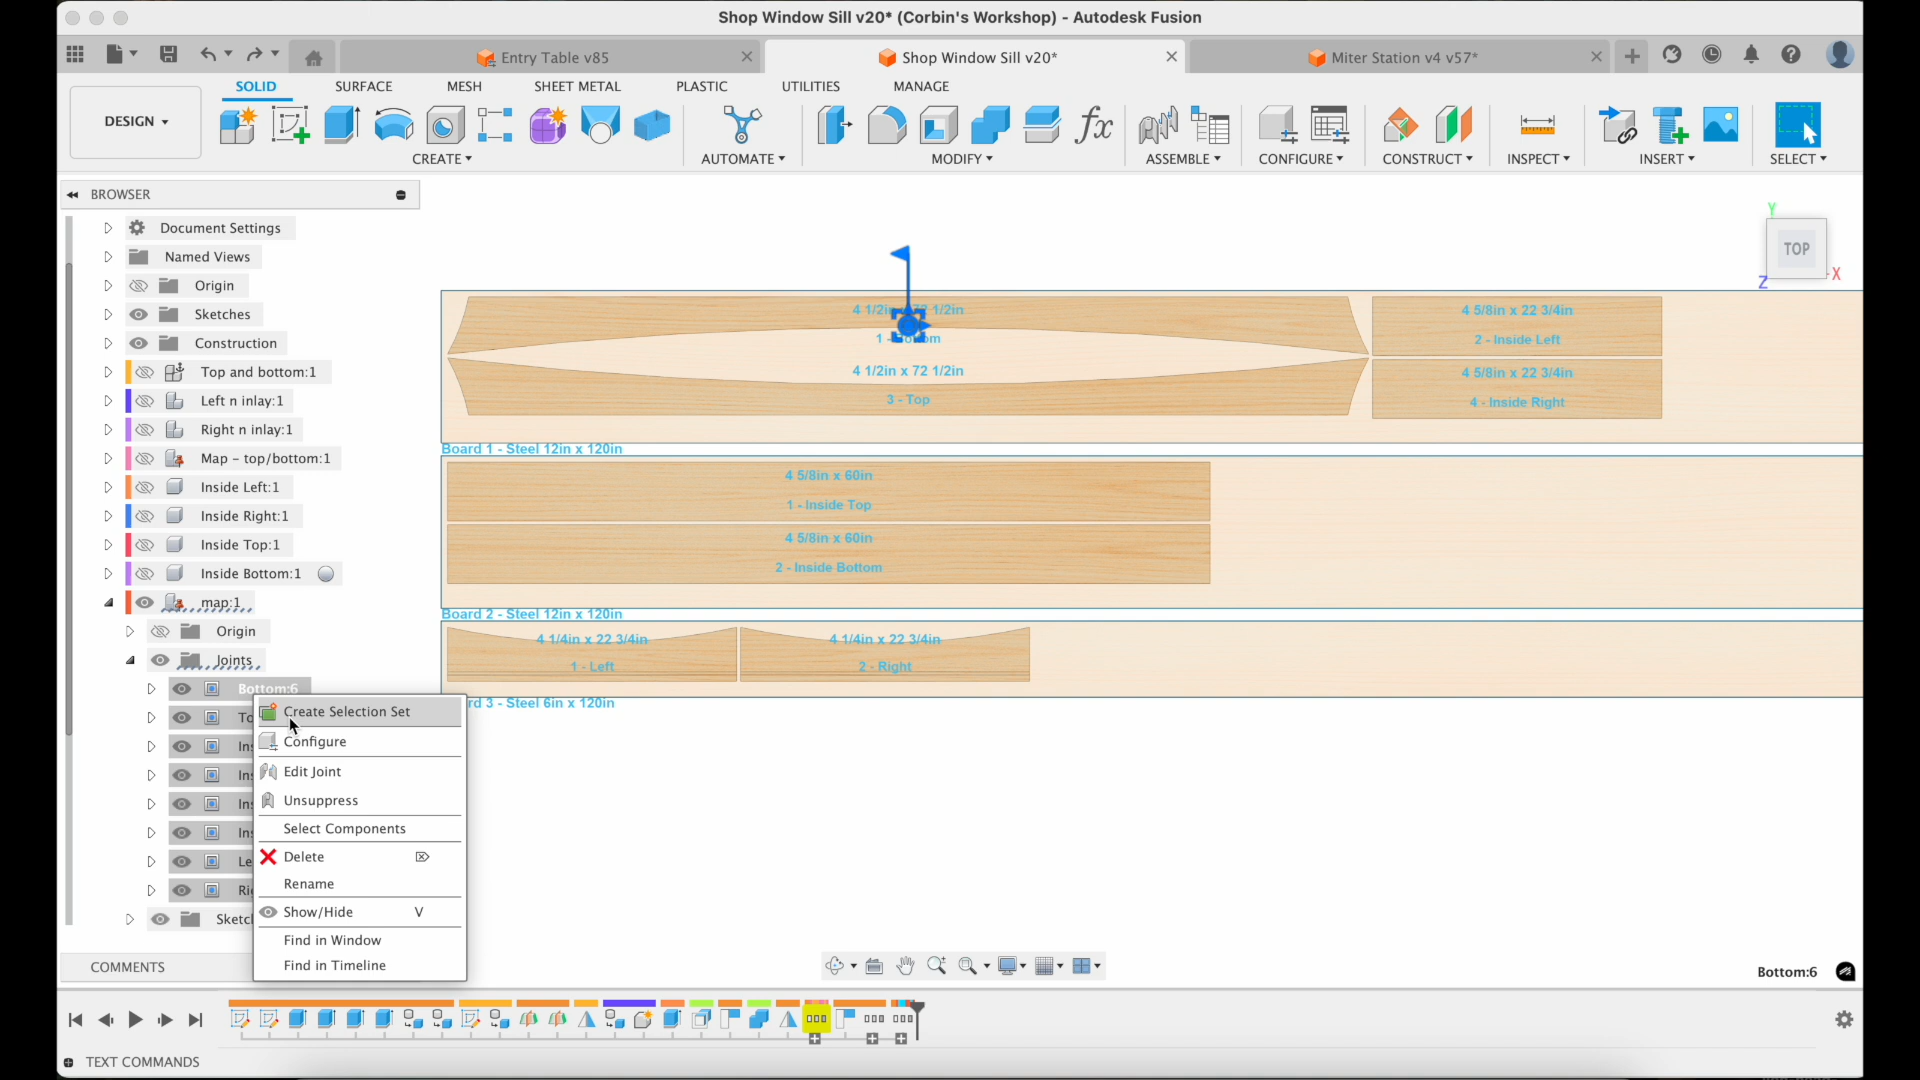 Shop Window Sill v20* (Corbin's Workshop) - Autodesk Fusion
Entry Table v85
Shop Window Sill v20*
Miter Station v4 v57*
SOLID
SURFACE
MESH
SHEET METAL
PLASTIC
UTILITIES
MANAGE
DESIGN
CREATE
AUTOMATE
MODIFY
ASSEMBLE
CONFIGURE
CONSTRUCT
INSPECT
INSERT
SELECT
fx
BROWSER
Document Settings
Named Views
Origin
Sketches
Construction
Top and bottom:1
Left n inlay:1
Right n inlay:1
Map - top/bottom:1
Inside Left:1
Inside Right:1
Inside Top:1
Inside Bottom:1
map:1
Origin
Joints
Bottom:6
To
Ins
Ins
Ins
Ins
Le
Ri
Sketc
Create Selection Set
Configure
Edit Joint
Unsuppress
Select Components
Delete
Rename
Show/Hide V
Find in Window
Find in Timeline
Y
TOP
Z
X
4 5/8in x 22 3/4in
2 - Inside Left
4 5/8in x 22 3/4in
4 - Inside Right
4 1/2in x 72 1/2in
3 - Top
Board 1 - Steel 12in x 120in
4 5/8in x 60in
1 - Inside Top
4 5/8in x 60in
2 - Inside Bottom
Board 2 - Steel 12in x 120in
4 1/4in x 22 3/4in
1 - Left
4 1/4in x 22 3/4in
2 - Right
rd 3 - Steel 6in x 120in
COMMENTS
Bottom:6
TEXT COMMANDS